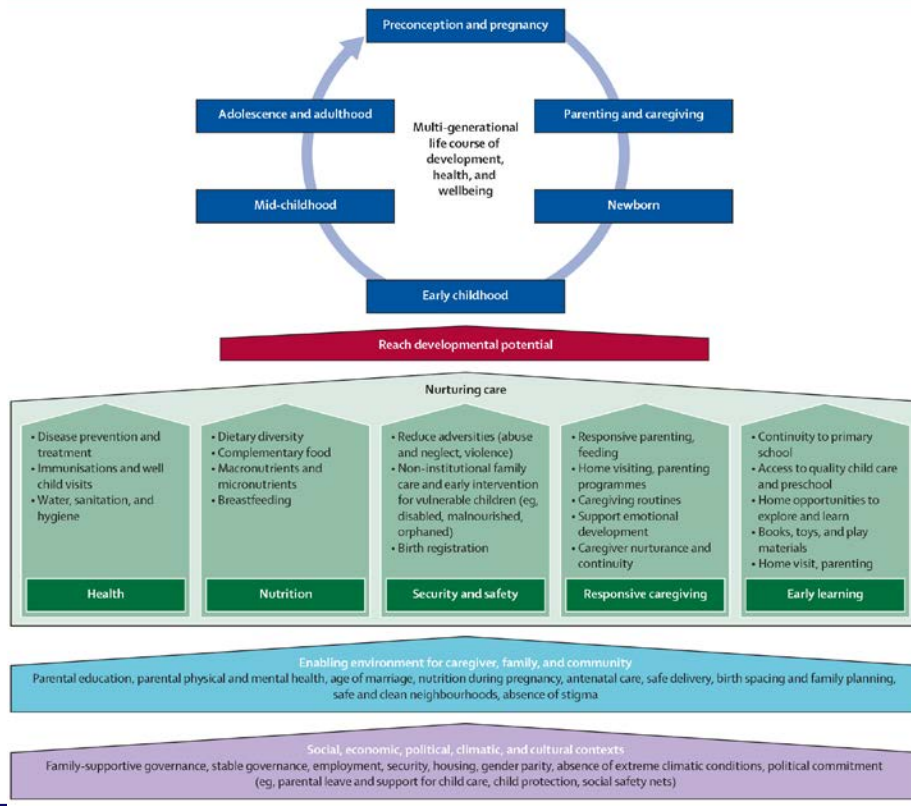 Preconception and pregnancy
Adolescence and adulthood
Parenting and caregiving
Multi-generational
life course of
development,
health, and
wellbeing
Mid-childhood
Newborn
Early childhood
Reach developmental potential
Nurturing care
• Disease prevention and
treatment
• Immunisations and well
child visits
• Water, sanitation, and
hygiene
Health
• Dietary diversity
• Complementary food
• Macronutrients and
micronutrients
• Breastfeeding
Nutrition
• Reduce adversities (abuse
and neglect, violence)
• Non-institutional family
care and early intervention
for vulnerable children (eg,
disabled, malnourished,
orphaned)
• Birth registration
Security and safety
• Responsive parenting,
feeding
• Home visiting, parenting
programmes
• Caregiving routines
• Support emotional
development
• Caregiver nurturance and
continuity
Responsive caregiving
• Continuity to primary
school
• Access to quality child care
and preschool
• Home opportunities to
explore and learn
• Books, toys, and play
materials
• Home visit, parenting
Early learning
Enabling environment for caregiver, family, and community
Parental education, parental physical and mental health, age of marriage, nutrition during pregnancy, antenatal care, safe delivery, birth spacing and family planning,
safe and clean neighbourhoods, absence of stigma
Social, economic, political, climatic, and cultural contexts
Family-supportive governance, stable governance, employment, security, housing, gender parity, absence of extreme climatic conditions, political commitment
(eg, parental leave and support for child care, child protection, social safety nets)